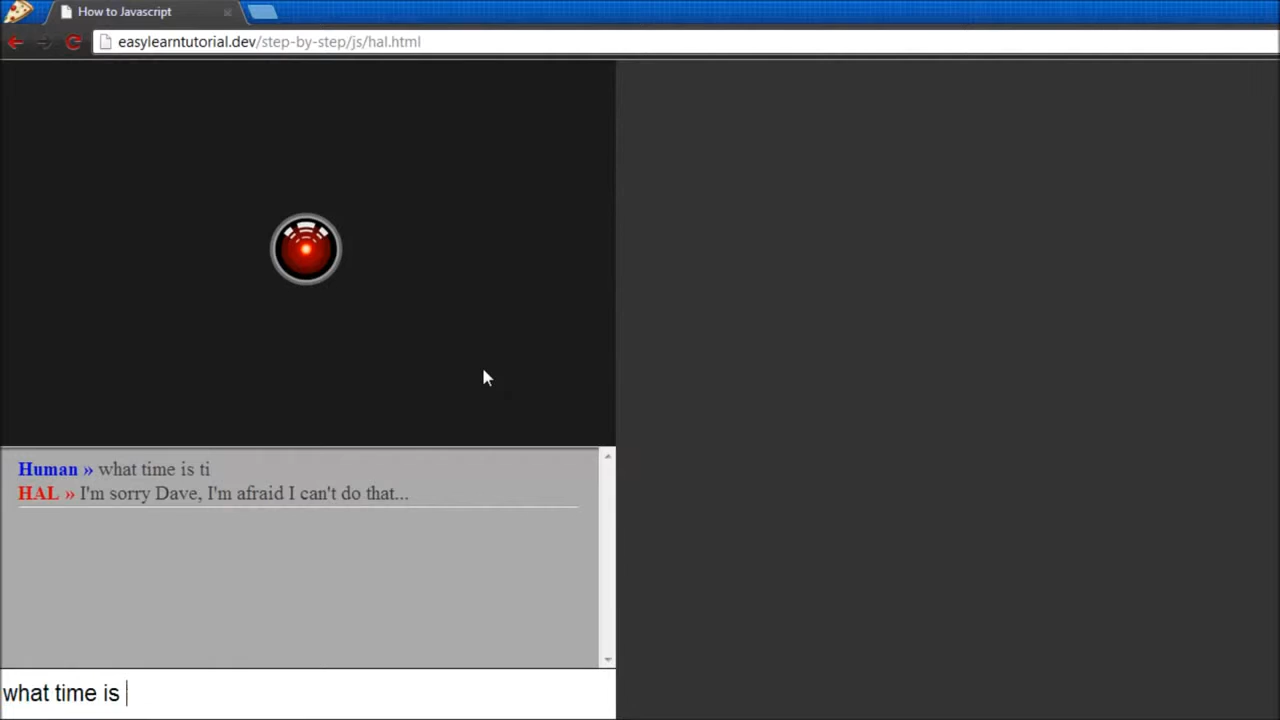 How to Javascript
easylearntutorial.dev/step-by-step/js/hal.html
Human » what time is ti
HAL » I'm sorry Dave, I'm afraid I can't do that...
what time is